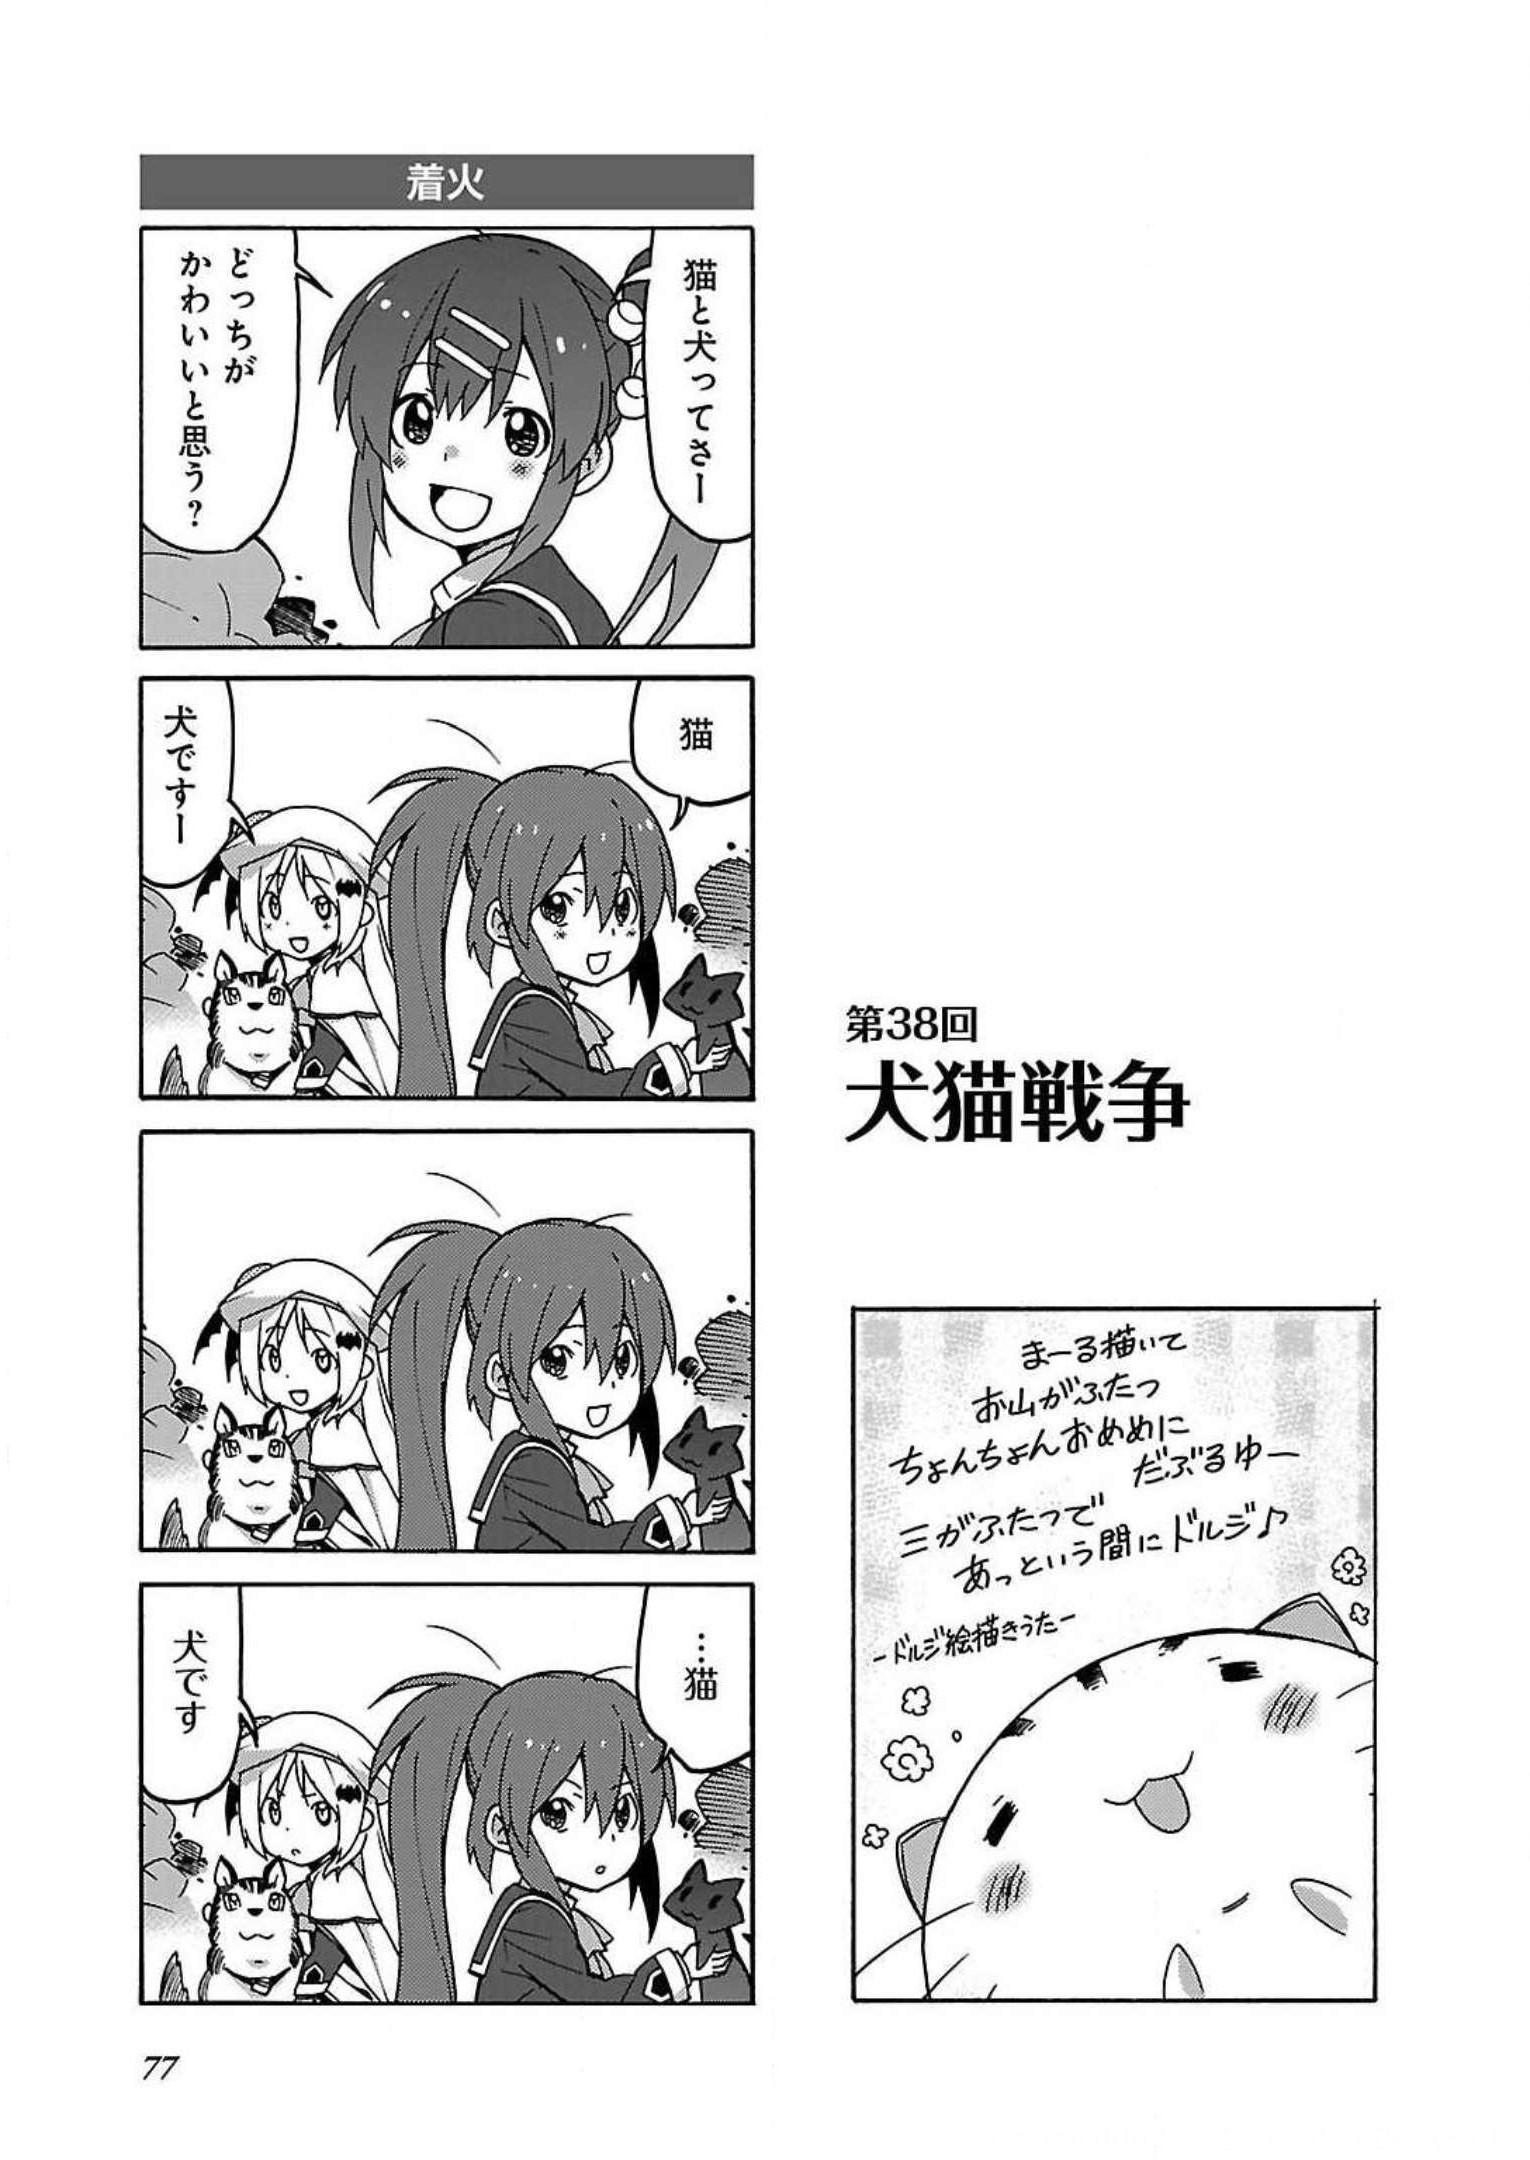 第38回
犬猫戦争
まーる描いて
お山がふたつ
ちょんちょんおめめに
だぶるゆー
三がふたつで
あっという間にドルジ♪
-ドルジ絵描きうたー
着火
猫と犬ってさー
どっちが
かわいいと思う?
猫
犬ですー
…猫
犬です
77